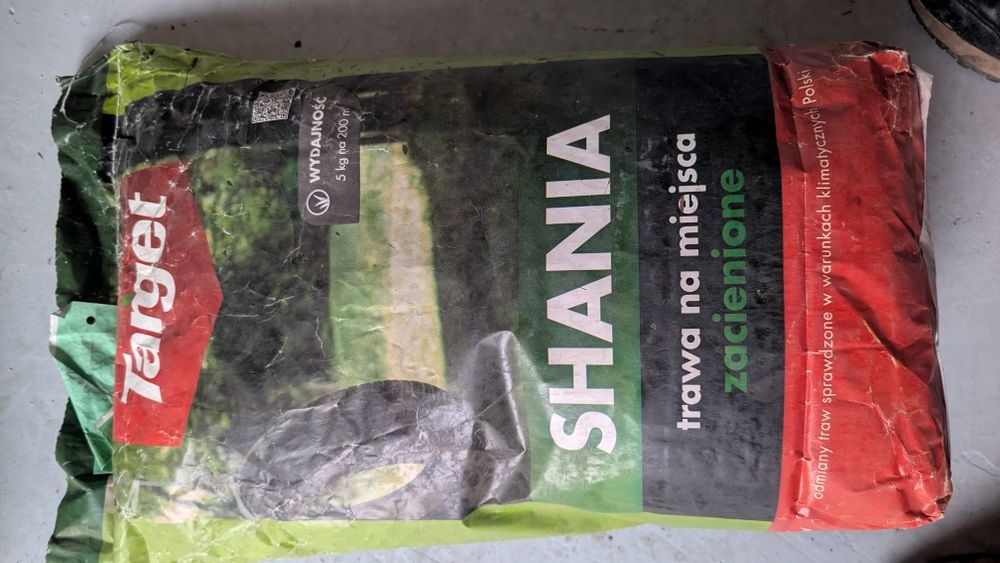 Target
WYDAJNOŚĆ
5 kg na 200 m²
SHANIA
trawa na miejsca
zacienione
odmiany traw sprawdzone w warunkach klimatycznych Polski